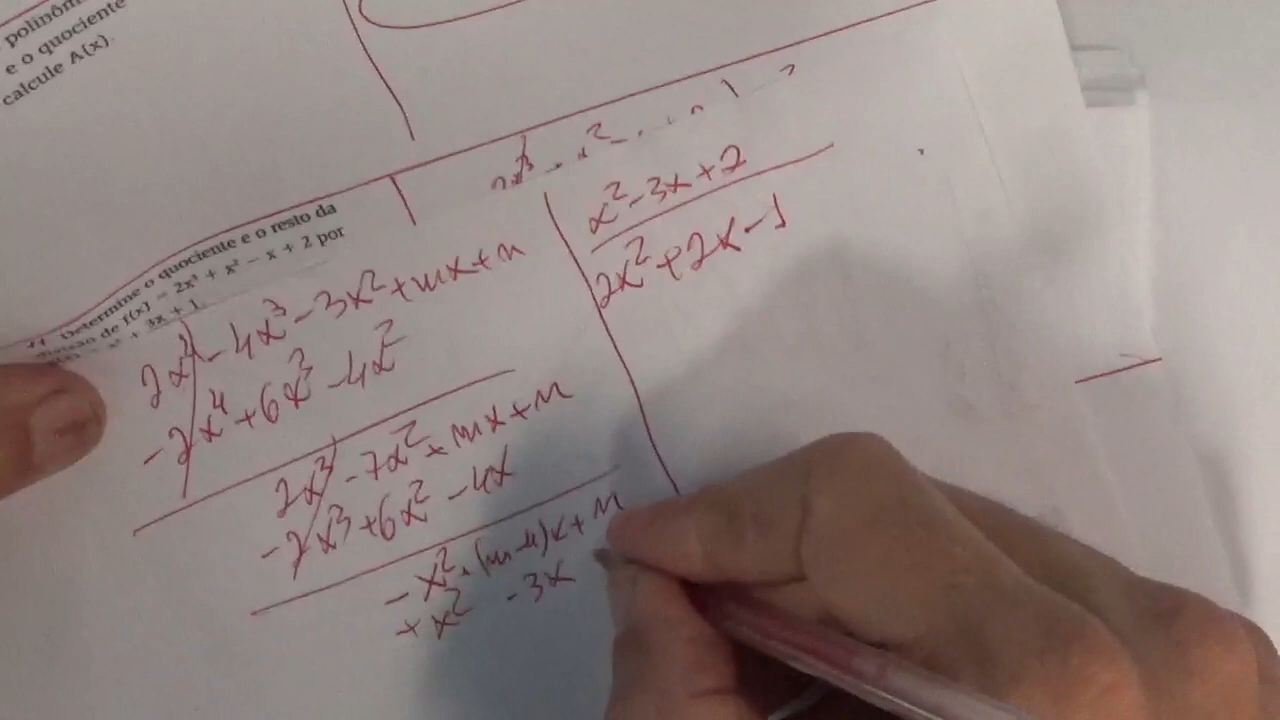 polinôm
e o quociente
calcule A(x).
Determine o quociente e o resto da
divisão de f(x) = 2x³ + x² − x + 2 por
x² + 3x + 1.
2x⁴ - 4x³ - 3x² + mx + n
x² - 3x + 2
-2x⁴ + 6x³ - 4x²
2x² + 2x - 1
2x³ - 7x² + mx + n
-2x³ + 6x² - 4x
- x² + (m-4)x + n
+ x² - 3x